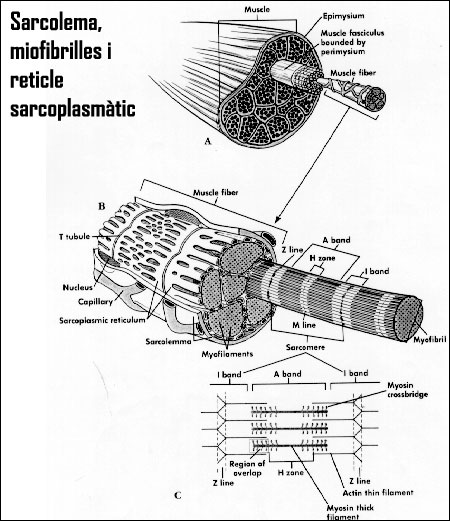 Sarcolema,
miofibrilles i
reticle
sarcoplasmàtic
Muscle
Epimysium
Muscle fasciculus
bounded by
perimysium
Muscle fiber
A
B
Muscle fiber
T tubule
Nucleus
Capillary
Sarcoplasmic reticulum
Sarcolemma
Myofilaments
Z line
A band
H zone
I band
M line
Myofibril
Sarcomere
I band
A band
I band
Myosin
crossbridge
Region of
overlap
H zone
Z line
Z line
Actin thin filament
Myosin thick
filament
C